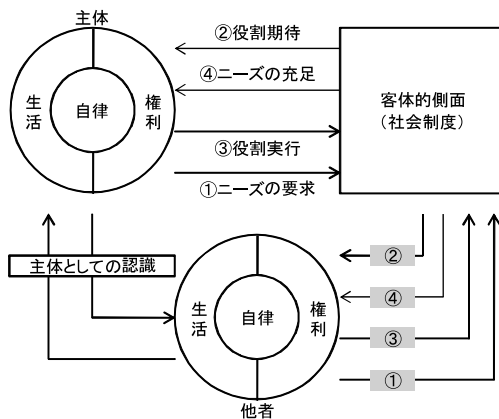 主体
生活
自律
権利
②役割期待
④ニーズの充足
③役割実行
①ニーズの要求
客体的側面
(社会制度)
主体としての認識
生活
自律
権利
他者
②
④
③
①